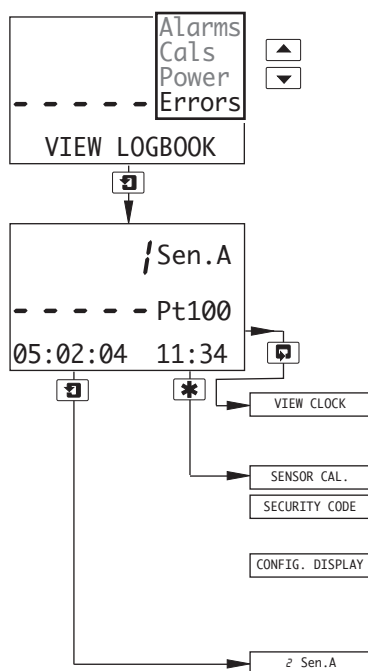 Alarms
Cals
Power
- - - - - Errors
VIEW LOGBOOK
1 Sen.A
- - - - - Pt100
05:02:04 11:34
VIEW CLOCK
SENSOR CAL.
SECURITY CODE
CONFIG. DISPLAY
2 Sen.A